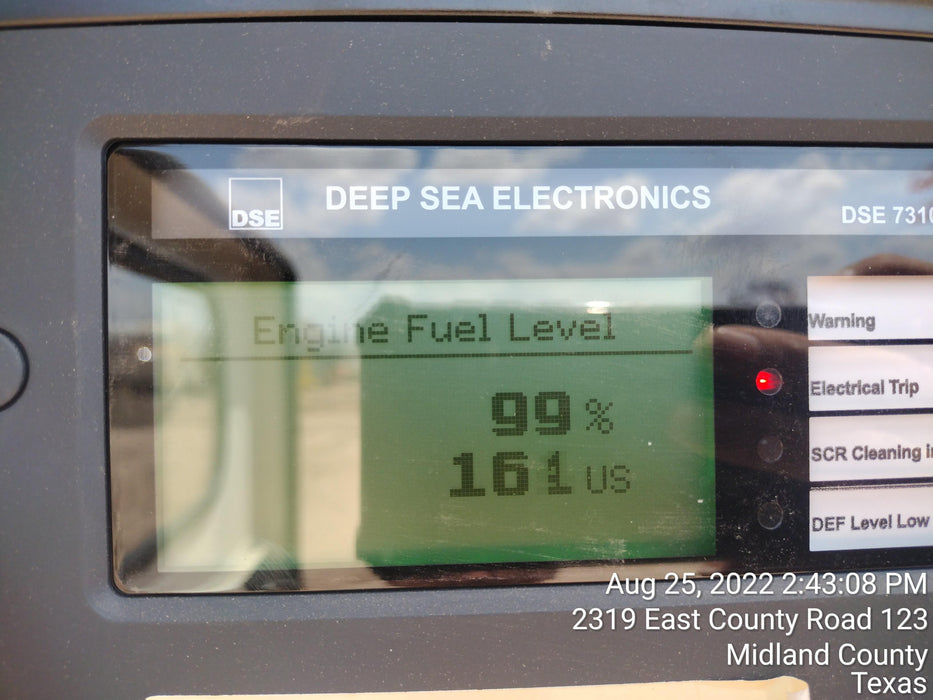 DSE
DEEP SEA ELECTRONICS
DSE 7310
Engine Fuel Level
99 %
161 US
Warning
Electrical Trip
SCR Cleaning
DEF Level Low
Aug 25, 2022 2:43:08 PM
2319 East County Road 123
Midland County
Texas